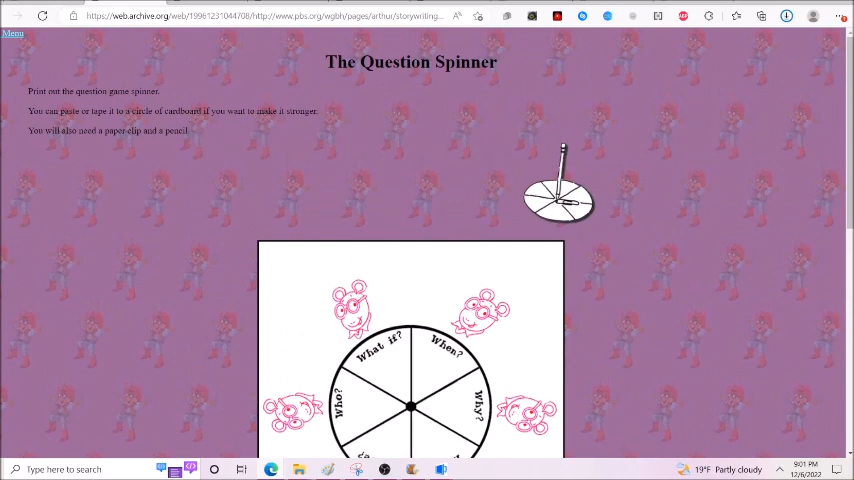 https://web.archive.org/web/19961231044708/http://www.pbs.org/wgbh/pages/arthur/storywriting...
Menu
The Question Spinner
Print out the question game spinner.
You can paste or tape it to a circle of cardboard if you want to make it stronger.
You will also need a paper clip and a pencil
What if?
When?
Who?
Why?
Type here to search
19°F Partly cloudy
9:01 PM
12/6/2022